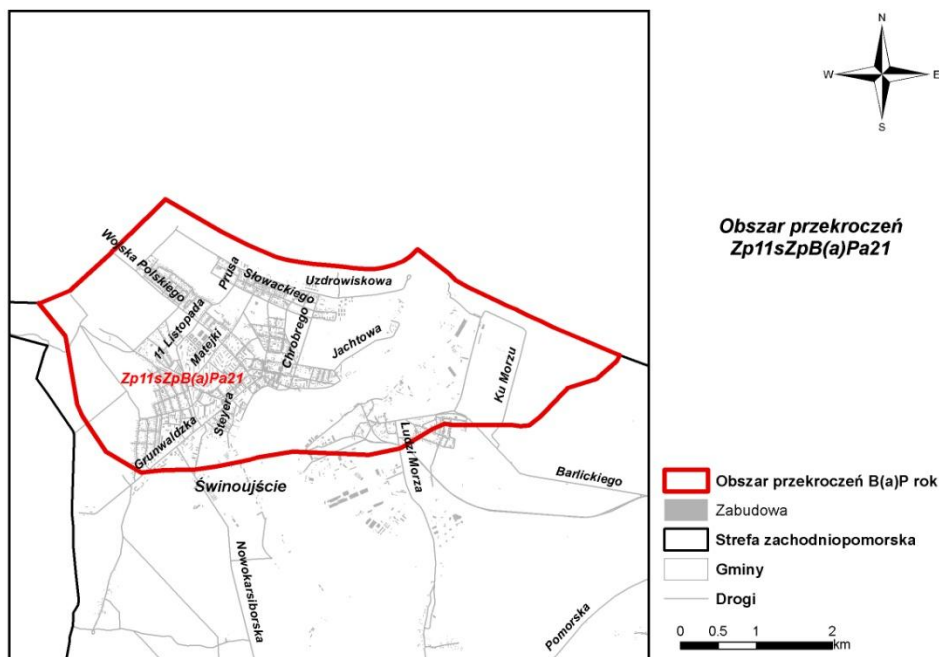 N
W
E
S
Obszar przekroczeń
Zp11sZpB(a)Pa21
Wojska Polskiego
Prusa
Słowackiego
Uzdrowiskowa
11 Listopada
Matejki
Chrobrego
Jachtowa
Ku Morzu
Zp11sZpB(a)Pa21
Steyera
Grunwaldzka
Ludzi Morza
Barlickiego
Świnoujście
Nowokarsiborska
Pomorska
Obszar przekroczeń B(a)P rok
Zabudowa
Strefa zachodniopomorska
Gminy
Drogi
0 0.5 1 2
km